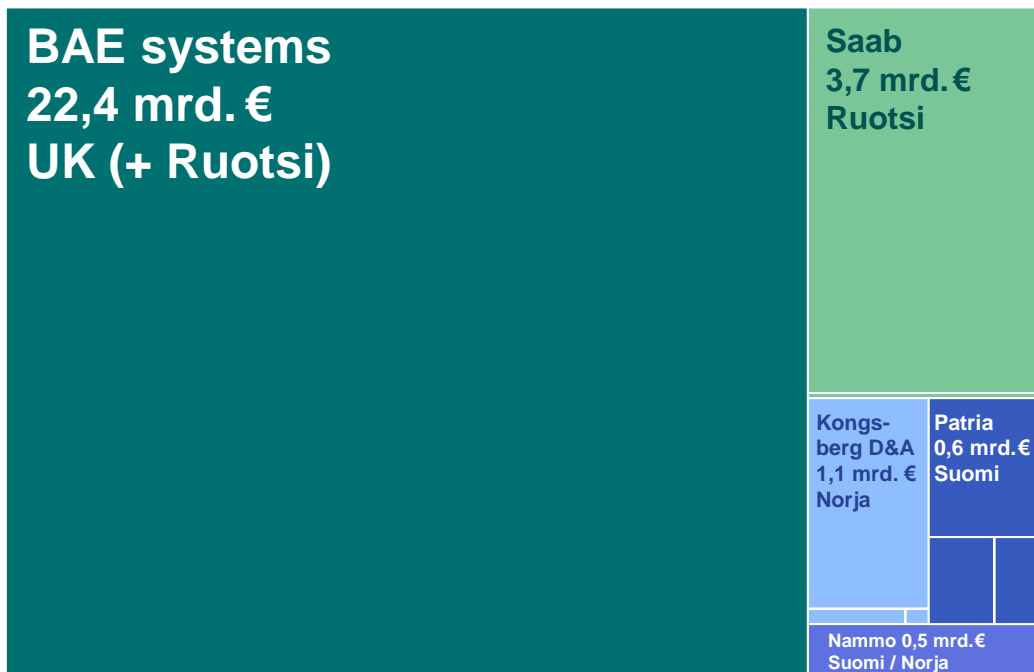 BAE systems
22,4 mrd. €
UK (+ Ruotsi)
Saab
3,7 mrd. €
Ruotsi
Kongs-
berg D&A
1,1 mrd. €
Norja
Patria
0,6 mrd.€
Suomi
Nammo 0,5 mrd.€
Suomi / Norja